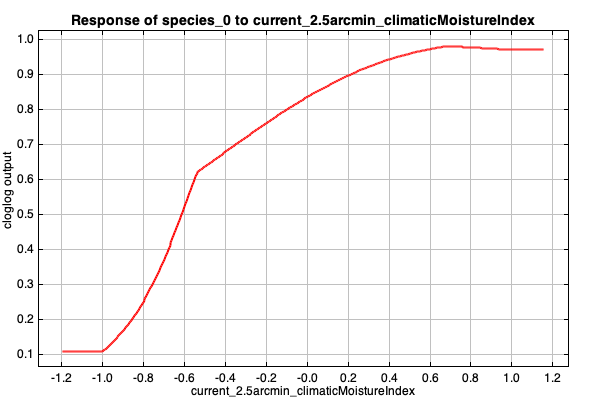 Response of species_0 to current_2.5arcmin_climaticMoistureIndex
1.0
0.9
0.8
0.7
0.6
0.5
0.4
0.3
0.2
0.1
cloglog output
-1.2 -1.0 -0.8 -0.6 -0.4 -0.2 -0.0 0.2 0.4 0.6 0.8 1.0 1.2
current_2.5arcmin_climaticMoistureIndex